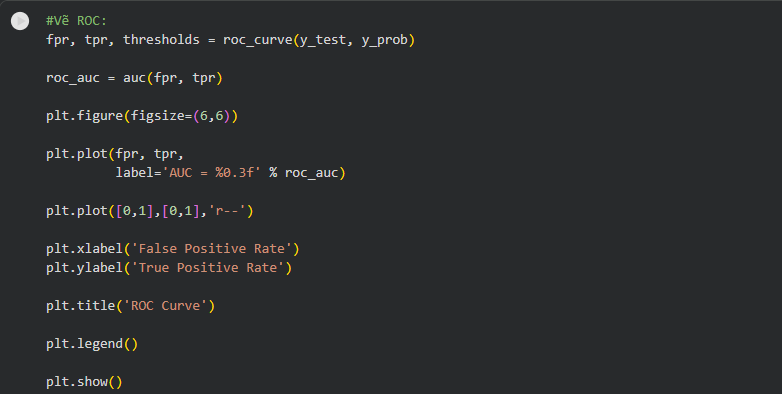 #Vẽ ROC:
fpr, tpr, thresholds = roc_curve(y_test, y_prob)
roc_auc = auc(fpr, tpr)
plt.figure(figsize=(6,6))
plt.plot(fpr, tpr,
         label='AUC = %0.3f' % roc_auc)
plt.plot([0,1],[0,1],'r--')
plt.xlabel('False Positive Rate')
plt.ylabel('True Positive Rate')
plt.title('ROC Curve')
plt.legend()
plt.show()